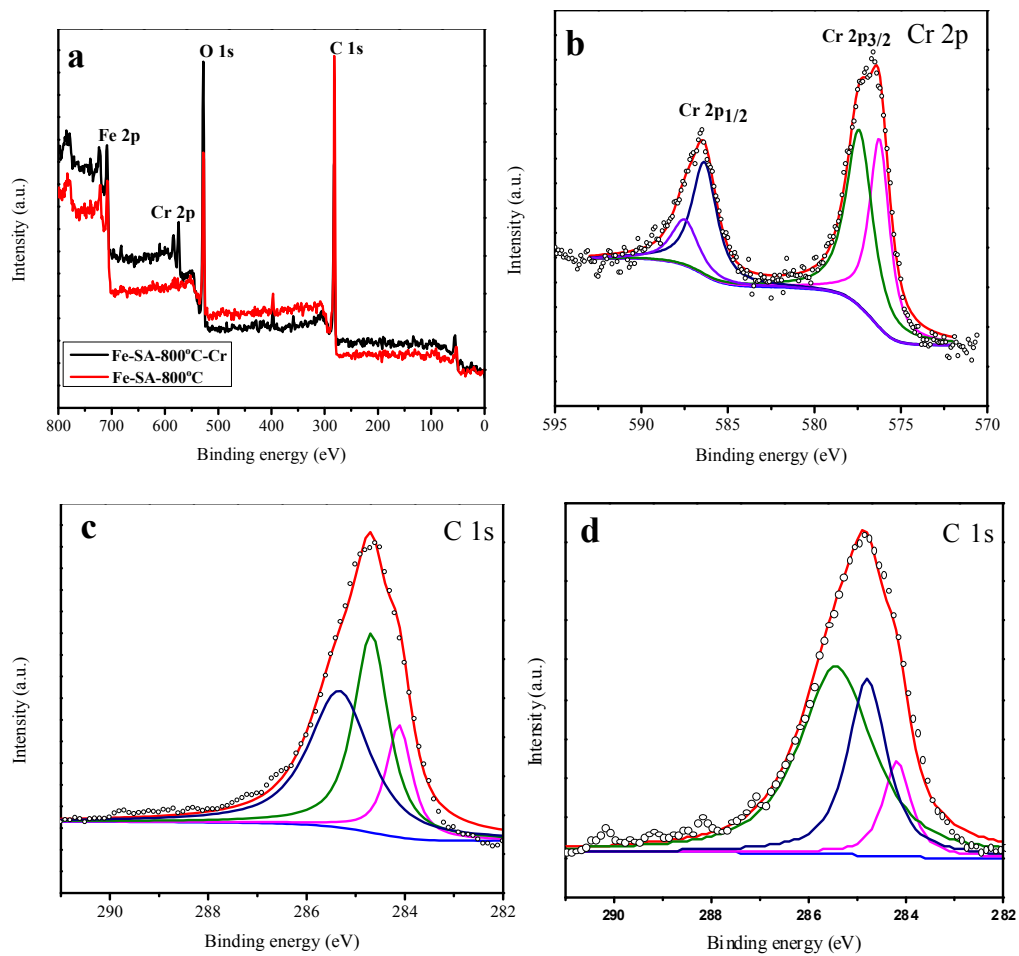 a
O 1s
C 1s
Fe 2p
Cr 2p
Fe-SA-800°C-Cr
Fe-SA-800°C
800 700 600 500 400 300 200 100 0
Binding energy (eV)
Intensity (a.u.)
b
Cr 2p3/2
Cr 2p
Cr 2p1/2
595 590 585 580 575 570
Binding energy (eV)
Intensity (a.u.)
c
C 1s
290 288 286 284 282
Binding energy (eV)
Intensity (a.u.)
d
C 1s
290 288 286 284 282
Binding energy (eV)
Intensity (a.u.)